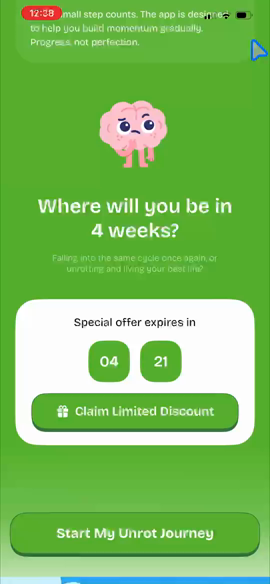 12:38
small step counts. The app is designed
to help you build momentum gradually.
Progress, not perfection.
Where will you be in
4 weeks?
Falling into the same cycle once again, or
unrotting and living your best life?
Special offer expires in
04 21
Claim Limited Discount
Start My Unrot Journey